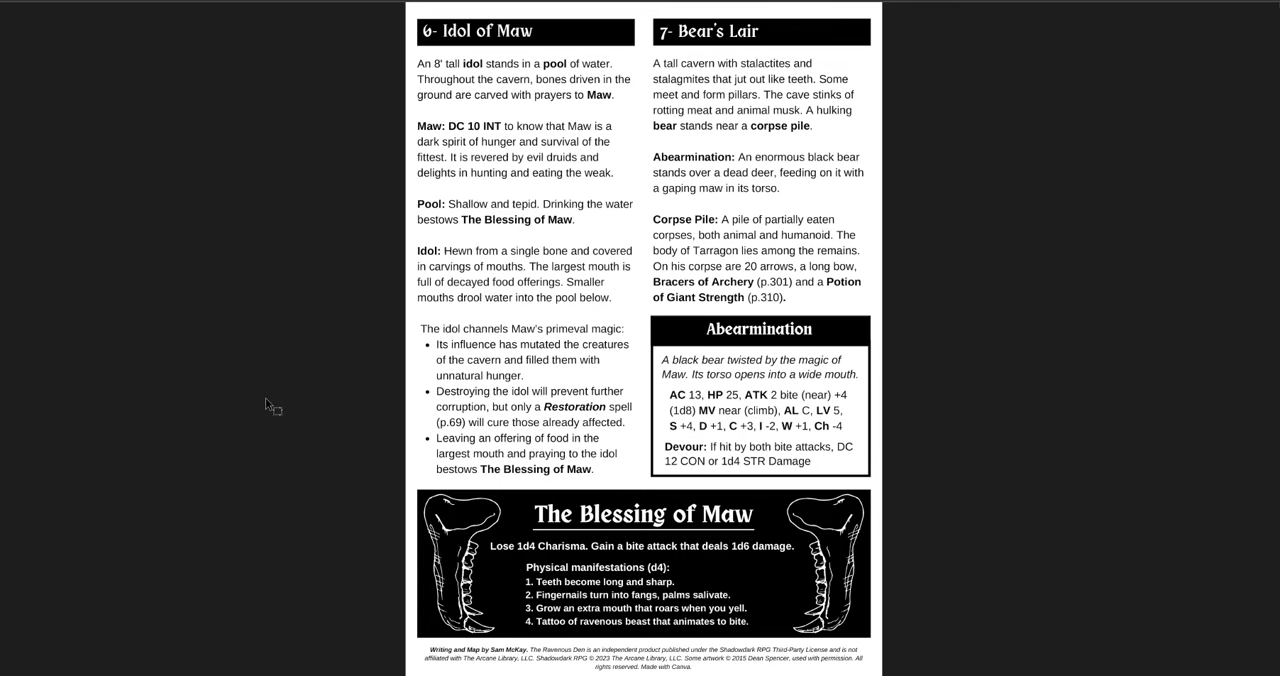 6- Idol of Maw
An 8' tall idol stands in a pool of water.
Throughout the cavern, bones driven in the
ground are carved with prayers to Maw.
Maw: DC 10 INT to know that Maw is a
dark spirit of hunger and survival of the
fittest. It is revered by evil druids and
delights in hunting and eating the weak.
Pool: Shallow and tepid. Drinking the water
bestows The Blessing of Maw.
Idol: Hewn from a single bone and covered
in carvings of mouths. The largest mouth is
full of decayed food offerings. Smaller
mouths drool water into the pool below.
The idol channels Maw's primeval magic:
• Its influence has mutated the creatures
of the cavern and filled them with
unnatural hunger.
• Destroying the idol will prevent further
corruption, but only a Restoration spell
(p.69) will cure those already affected.
• Leaving an offering of food in the
largest mouth and praying to the idol
bestows The Blessing of Maw.
7- Bear's Lair
A tall cavern with stalactites and
stalagmites that jut out like teeth. Some
meet and form pillars. The cave stinks of
rotting meat and animal musk. A hulking
bear stands near a corpse pile.
Abearmination: An enormous black bear
stands over a dead deer, feeding on it with
a gaping maw in its torso.
Corpse Pile: A pile of partially eaten
corpses, both animal and humanoid. The
body of Tarragon lies among the remains.
On his corpse are 20 arrows, a long bow,
Bracers of Archery (p.301) and a Potion
of Giant Strength (p.310).
Abearmination
A black bear twisted by the magic of
Maw. Its torso opens into a wide mouth.
AC 13, HP 25, ATK 2 bite (near) +4
(1d8) MV near (climb), AL C, LV 5,
S +4, D +1, C +3, I -2, W +1, Ch -4
Devour: If hit by both bite attacks, DC
12 CON or 1d4 STR Damage
The Blessing of Maw
Lose 1d4 Charisma. Gain a bite attack that deals 1d6 damage.
Physical manifestations (d4):
1. Teeth become long and sharp.
2. Fingernails turn into fangs, palms salivate.
3. Grow an extra mouth that roars when you yell.
4. Tattoo of ravenous beast that animates to bite.
Writing and Map by Sam McKay. The Ravenous Den is an independent product published under the Shadowdark RPG Third-Party License and is not
affiliated with The Arcane Library, LLC. Shadowdark RPG © 2023 The Arcane Library, LLC. Some artwork © 2015 Dean Spencer, used with permission. All
rights reserved. Made with Canva.